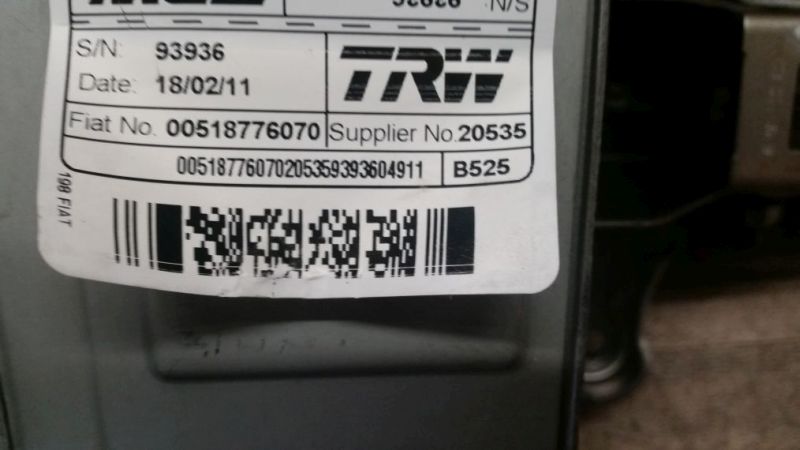 S/N: 93936
TRW
Date: 18/02/11
Fiat No. 00518776070 Supplier No. 20535
00518776070205359393604911 B525
198 FIAT